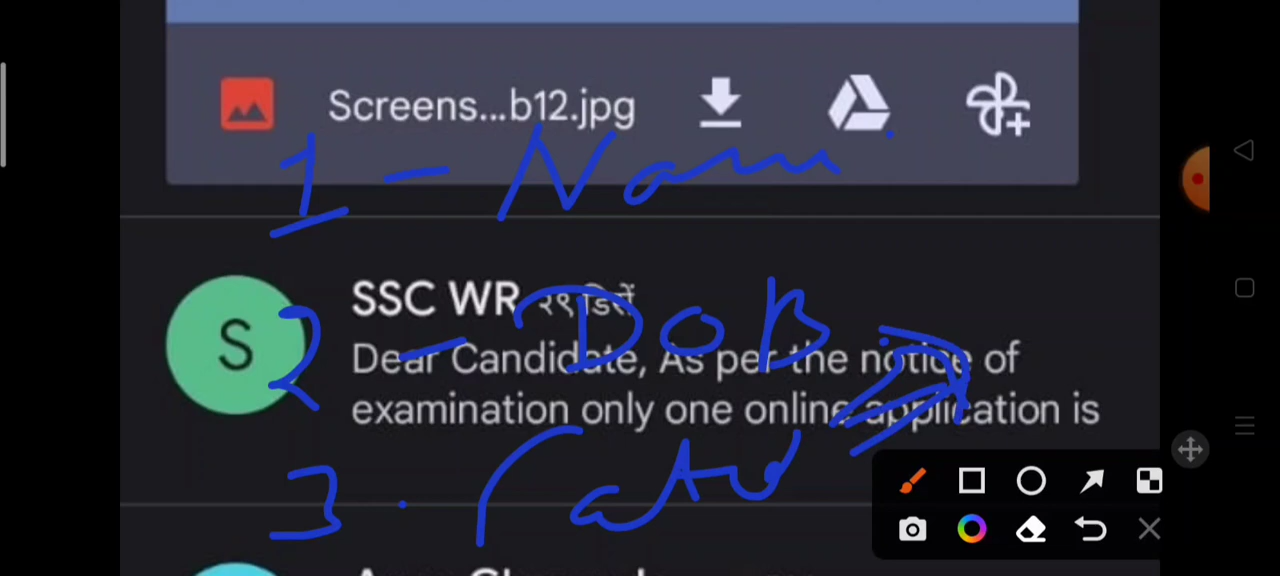 Screens...b12.jpg
1 - Nam
S
SSC WR २९ डिसें
2 - DOB
Dear Candidate, As per the notice of
examination only one online application is
3.